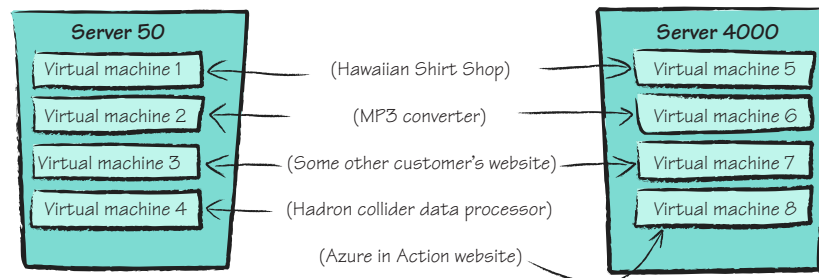 Server 50
Virtual machine 1
Virtual machine 2
Virtual machine 3
Virtual machine 4
(Hawaiian Shirt Shop)
(MP3 converter)
(Some other customer's website)
(Hadron collider data processor)
(Azure in Action website)
Server 4000
Virtual machine 5
Virtual machine 6
Virtual machine 7
Virtual machine 8